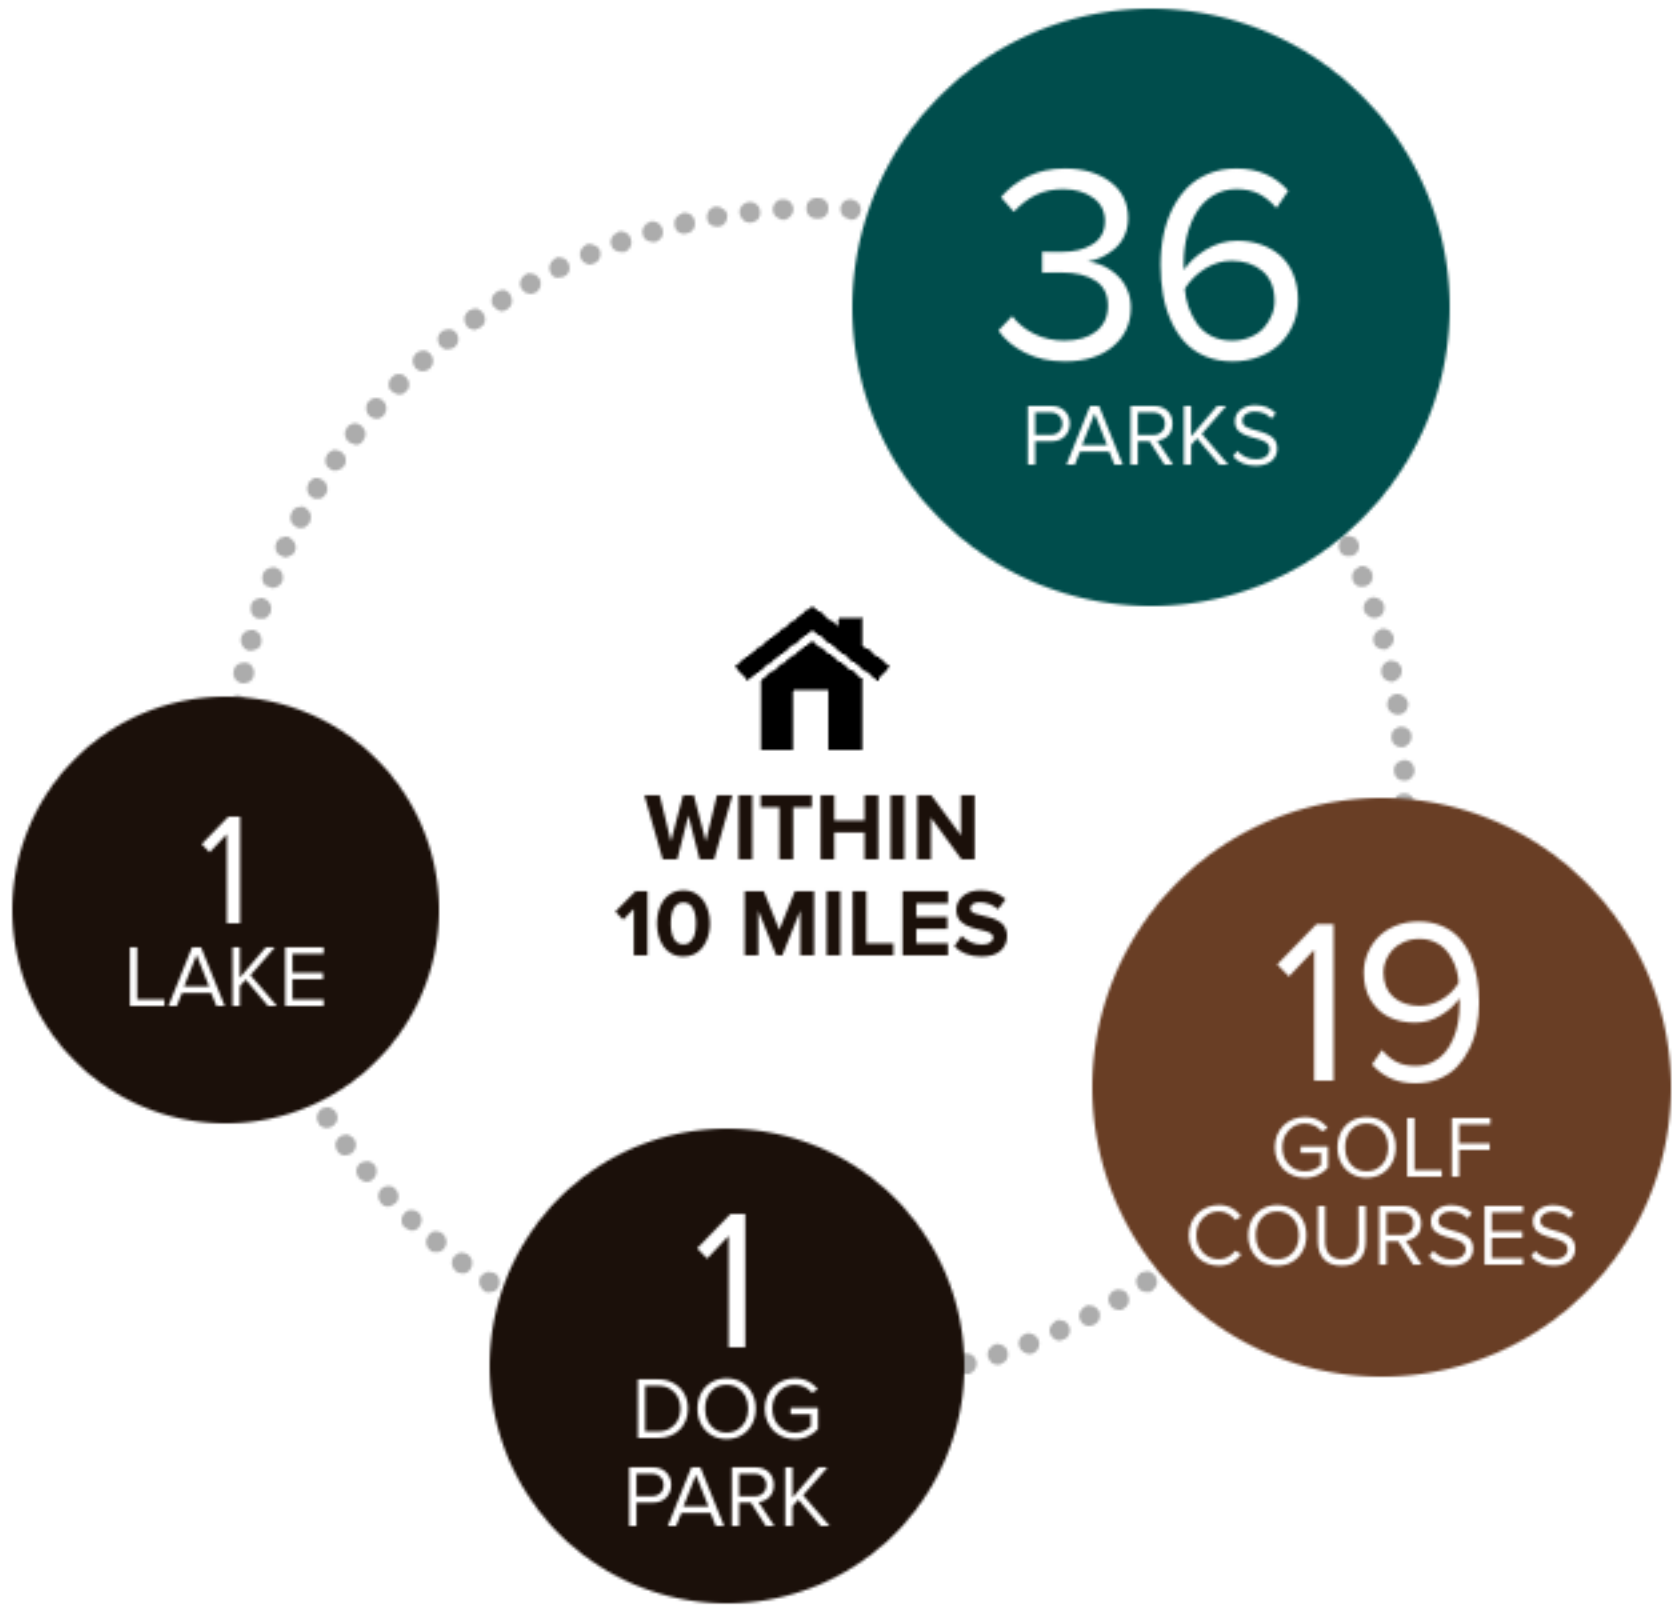 36
PARKS
WITHIN
10 MILES
1
LAKE
19
GOLF
COURSES
1
DOG
PARK